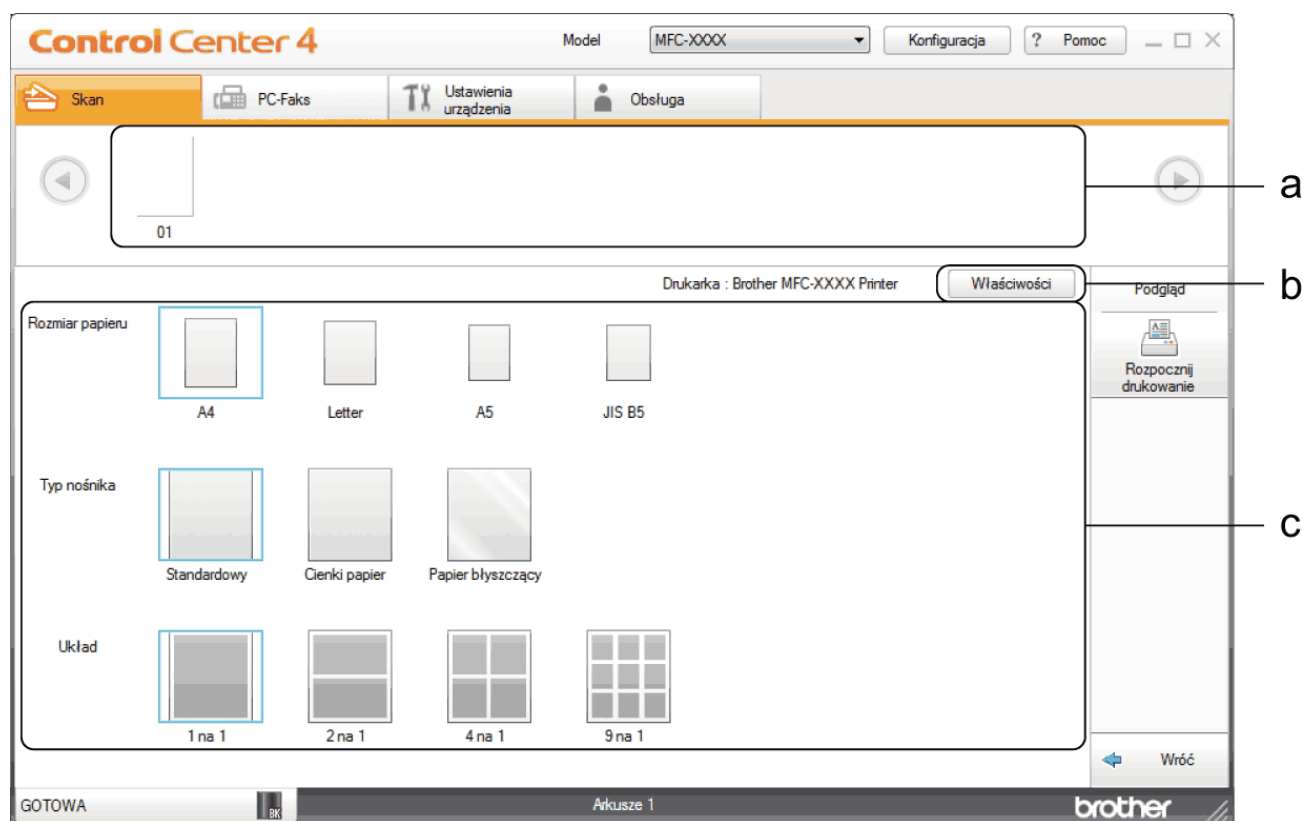 Control Center 4
Model
MFC-XXXX
Konfiguracja
? Pomoc
Skan
PC-Faks
Ustawienia
urządzenia
Obsługa
a
01
Drukarka : Brother MFC-XXXX Printer
Właściwości
b
Podgląd
Rozpocznij
drukowanie
Rozmiar papieru
A4
Letter
A5
JIS B5
Typ nośnika
Standardowy
Cienki papier
Papier błyszczący
c
Układ
1 na 1
2 na 1
4 na 1
9 na 1
Wróć
GOTOWA
BK
Arkusze 1
brother